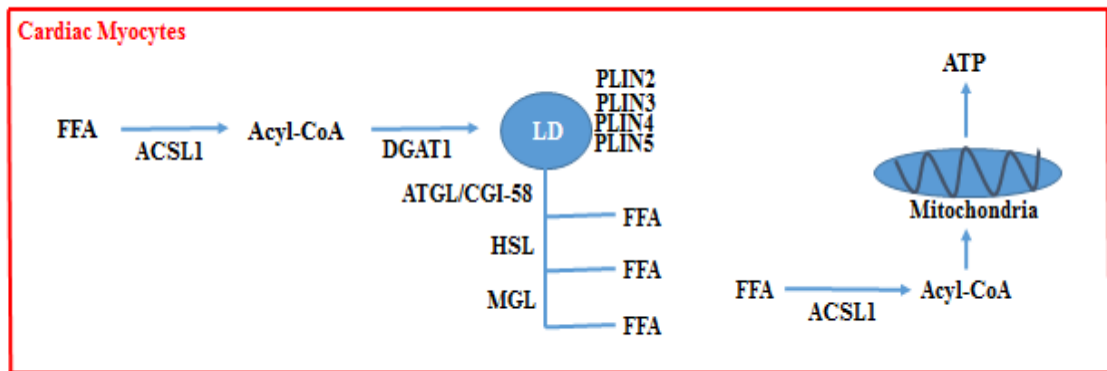 Cardiac Myocytes
FFA
ACSL1
Acyl-CoA
DGAT1
LD
PLIN2
PLIN3
PLIN4
PLIN5
ATGL/CGI-58
FFA
HSL
FFA
MGL
FFA
ATP
Mitochondria
FFA
ACSL1
Acyl-CoA